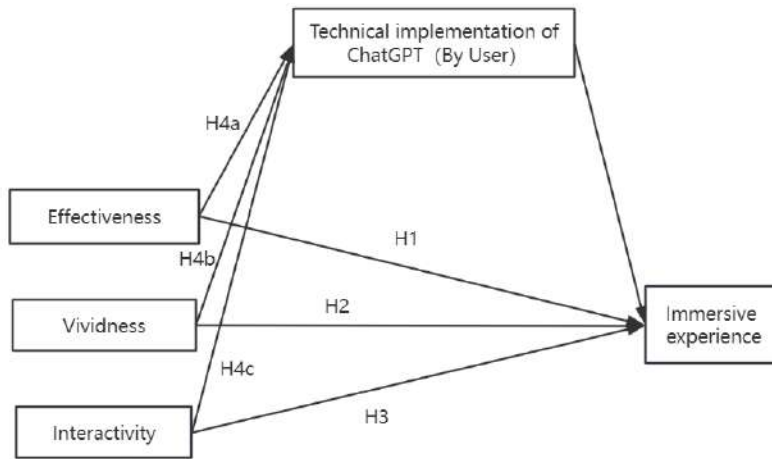 Technical implementation of
ChatGPT (By User)
H4a
Effectiveness
H1
H4b
Vividness
H2
Immersive
experience
H4c
Interactivity
H3